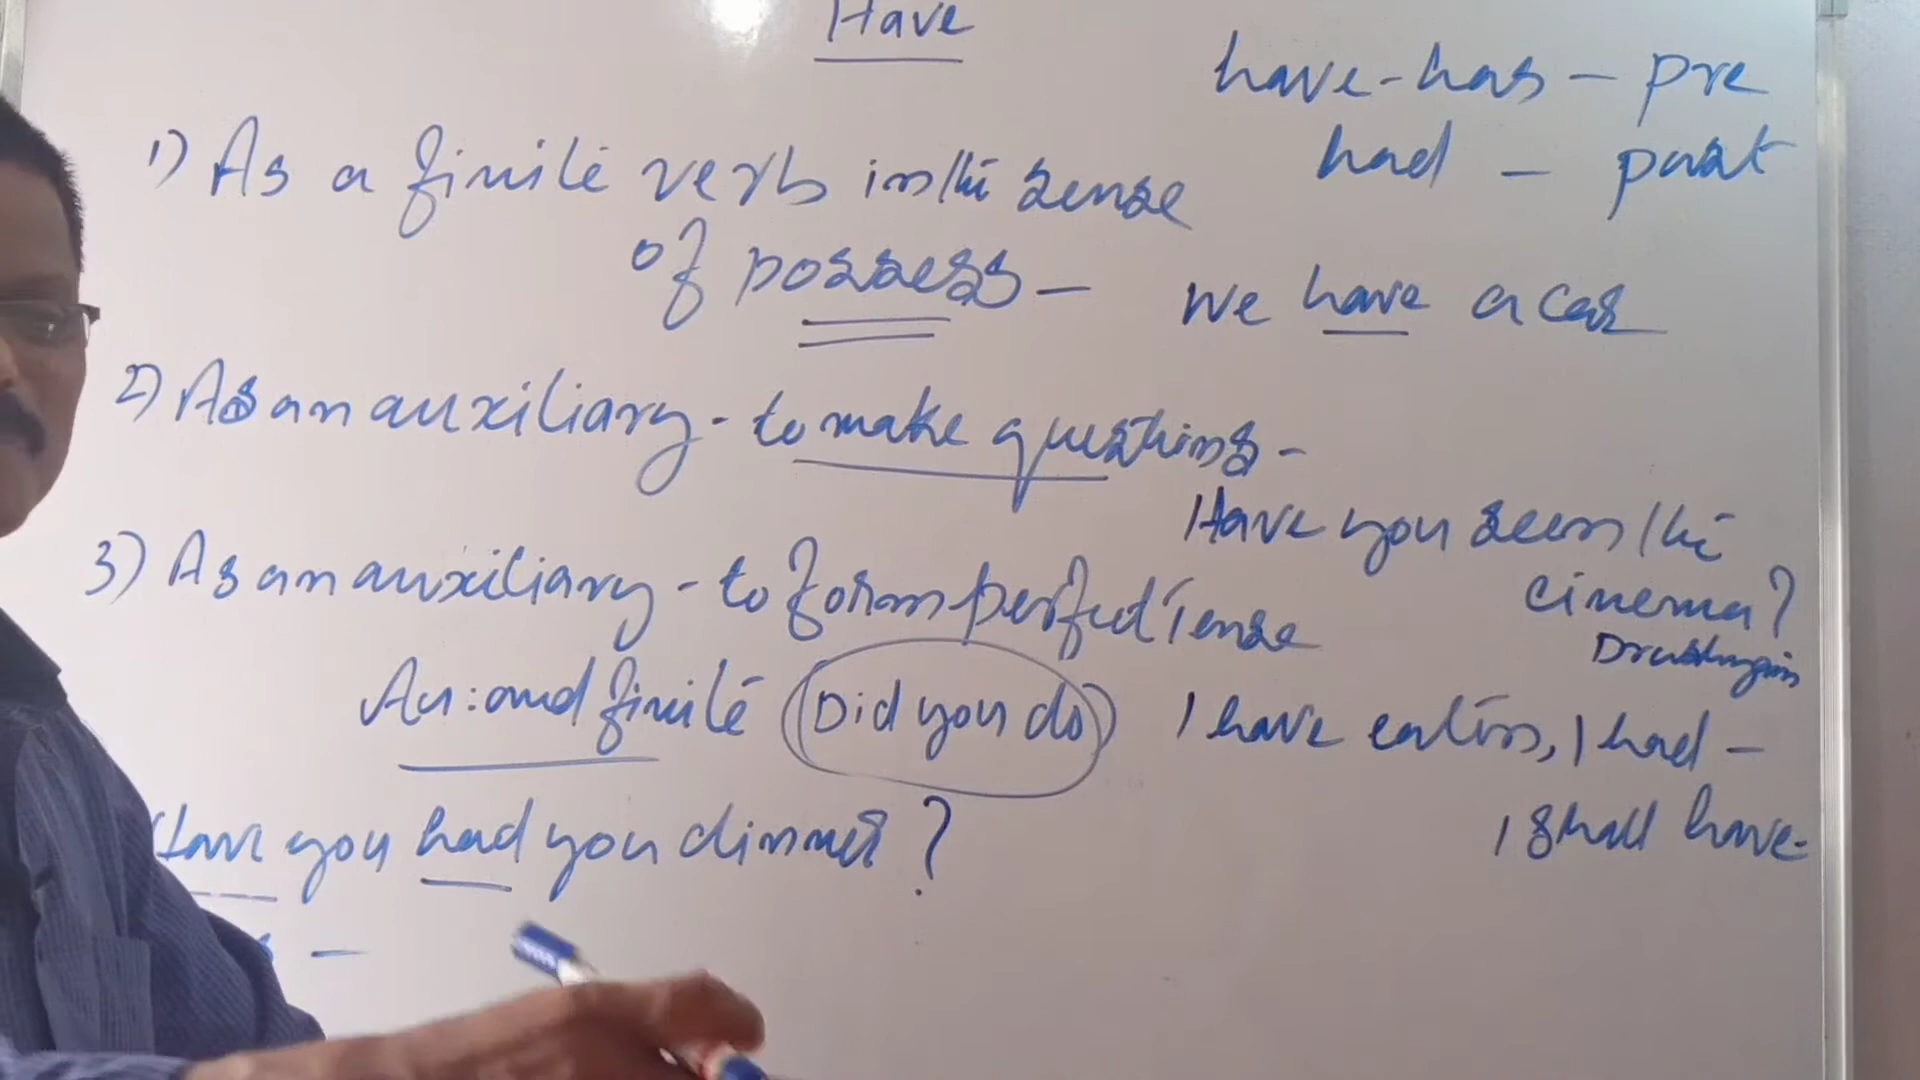 Have
have-has - pre
had - past
1) As a finite verb in the sense
of possess - we have a car
2) As an auxiliary - to make questions -
Have you seen the
cinema?
3) As an auxiliary - to form perfect Tense
Au: and finite (Did you do) I have eaten, I had -
I shall have -
Have you had you dinner?